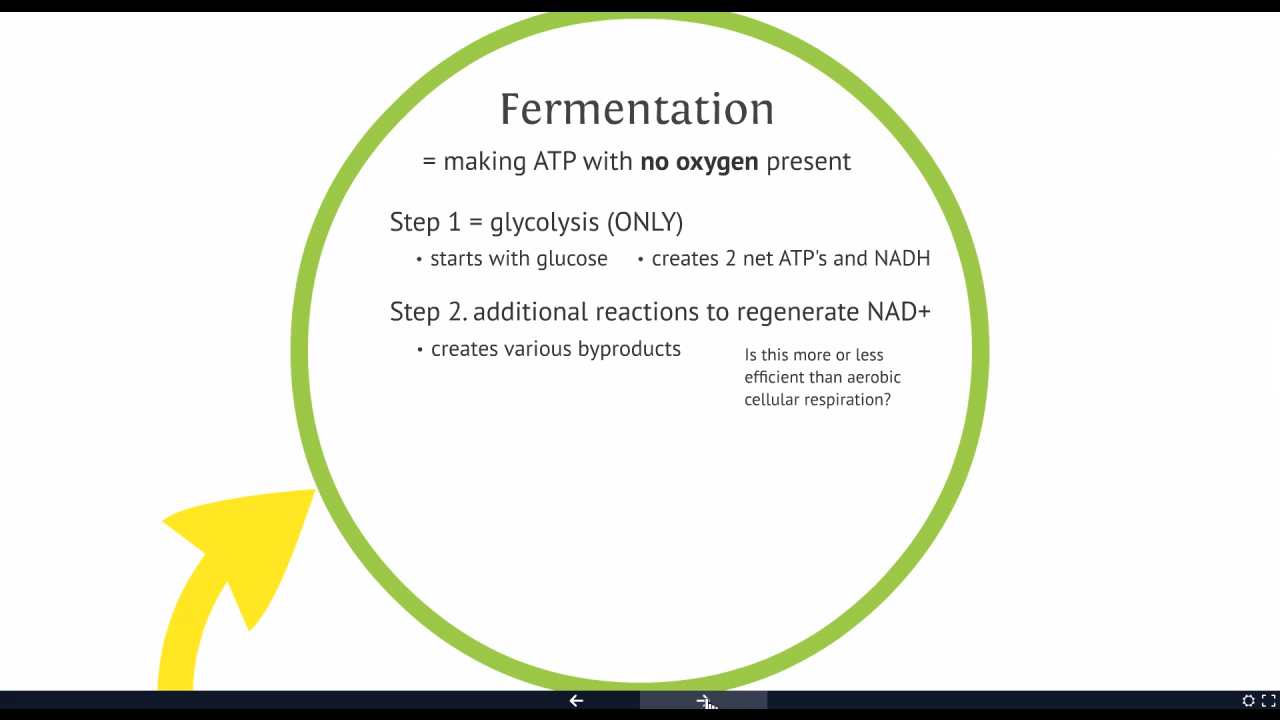 Fermentation
= making ATP with no oxygen present
Step 1 = glycolysis (ONLY)
• starts with glucose • creates 2 net ATP's and NADH
Step 2. additional reactions to regenerate NAD+
• creates various byproducts
Is this more or less
efficient than aerobic
cellular respiration?